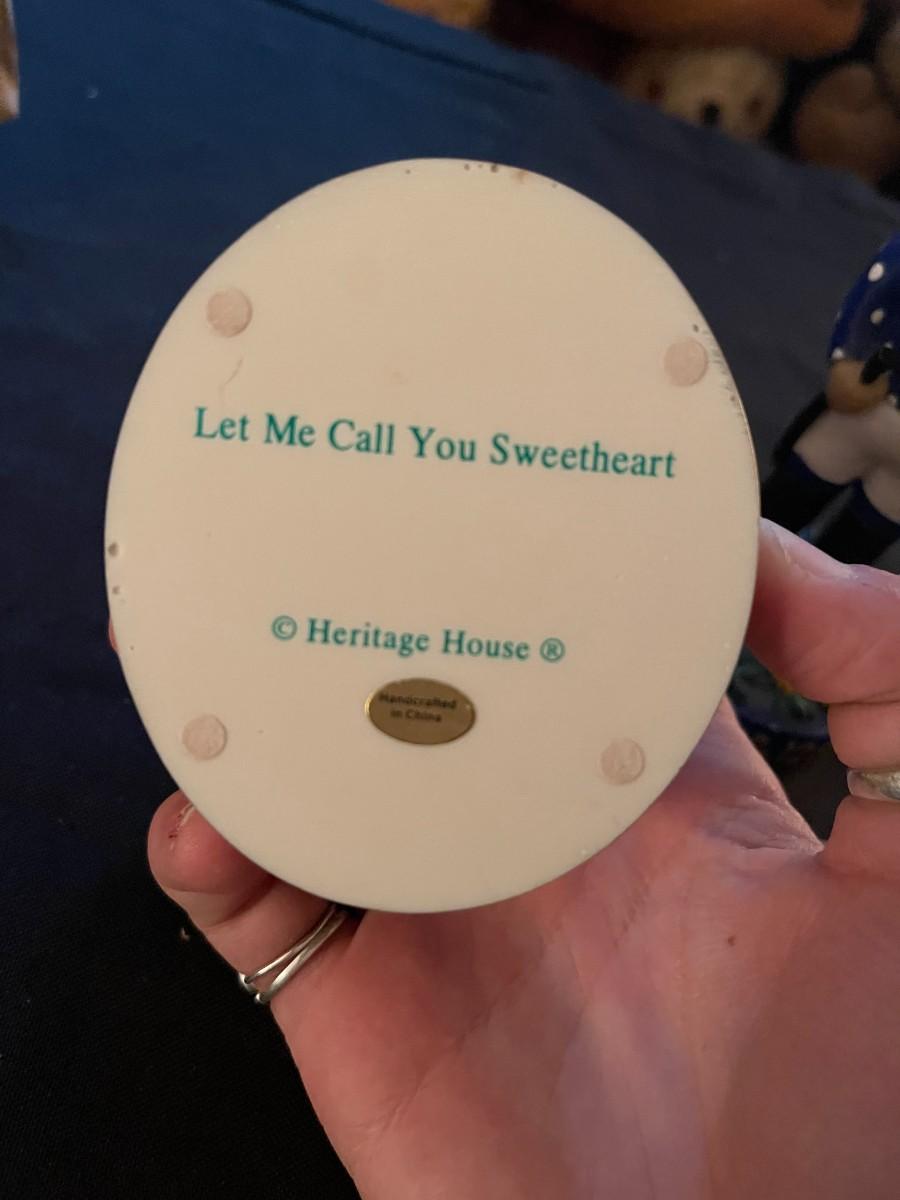 Let Me Call You Sweetheart
© Heritage House ®
Handcrafted
in China